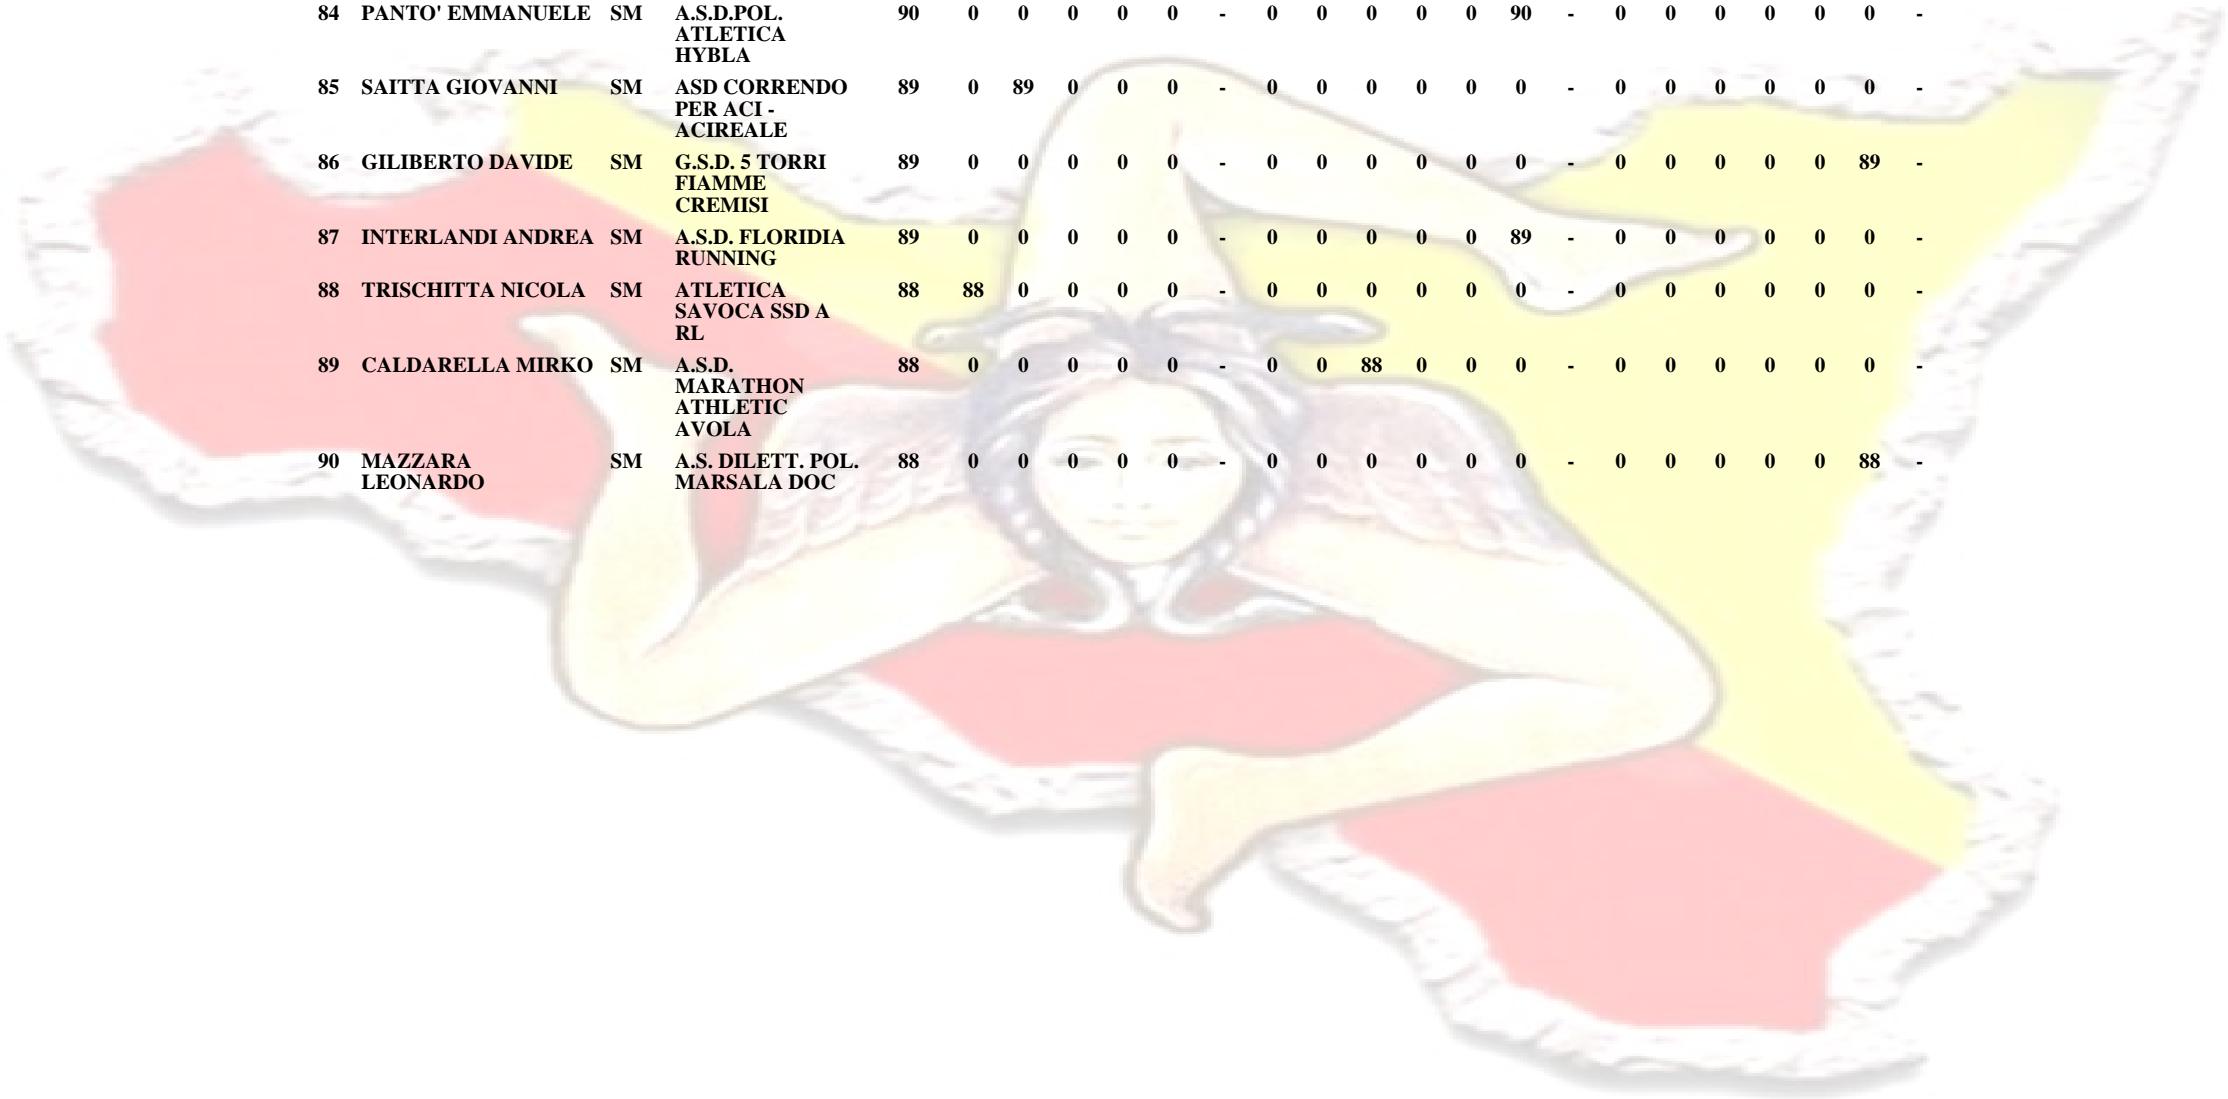 84 PANTO' EMMANUELE SM A.S.D.POL. 90 0 0 0 0 0 - 0 0 0 0 0 90 - 0 0 0 0 0 0 -
ATLETICA
HYBLA
85 SAITTA GIOVANNI SM ASD CORRENDO 89 0 89 0 0 0 - 0 0 0 0 0 0 - 0 0 0 0 0 0 -
PER ACI -
ACIREALE
86 GILIBERTO DAVIDE SM G.S.D. 5 TORRI 89 0 0 0 0 0 - 0 0 0 0 0 0 - 0 0 0 0 0 89 -
FIAMME
CREMISI
87 INTERLANDI ANDREA SM A.S.D. FLORIDIA 89 0 0 0 0 0 - 0 0 0 0 0 89 - 0 0 0 0 0 0 -
RUNNING
88 TRISCHITTA NICOLA SM ATLETICA 88 88 0 0 0 0 - 0 0 0 0 0 0 - 0 0 0 0 0 0 -
SAVOCA SSD A
RL
89 CALDARELLA MIRKO SM A.S.D. 88 0 0 0 0 0 - 0 0 88 0 0 0 - 0 0 0 0 0 0 -
MARATHON
ATHLETIC
AVOLA
90 MAZZARA SM A.S. DILETT. POL. 88 0 0 0 0 0 - 0 0 0 0 0 0 - 0 0 0 0 0 88 -
LEONARDO MARSALA DOC